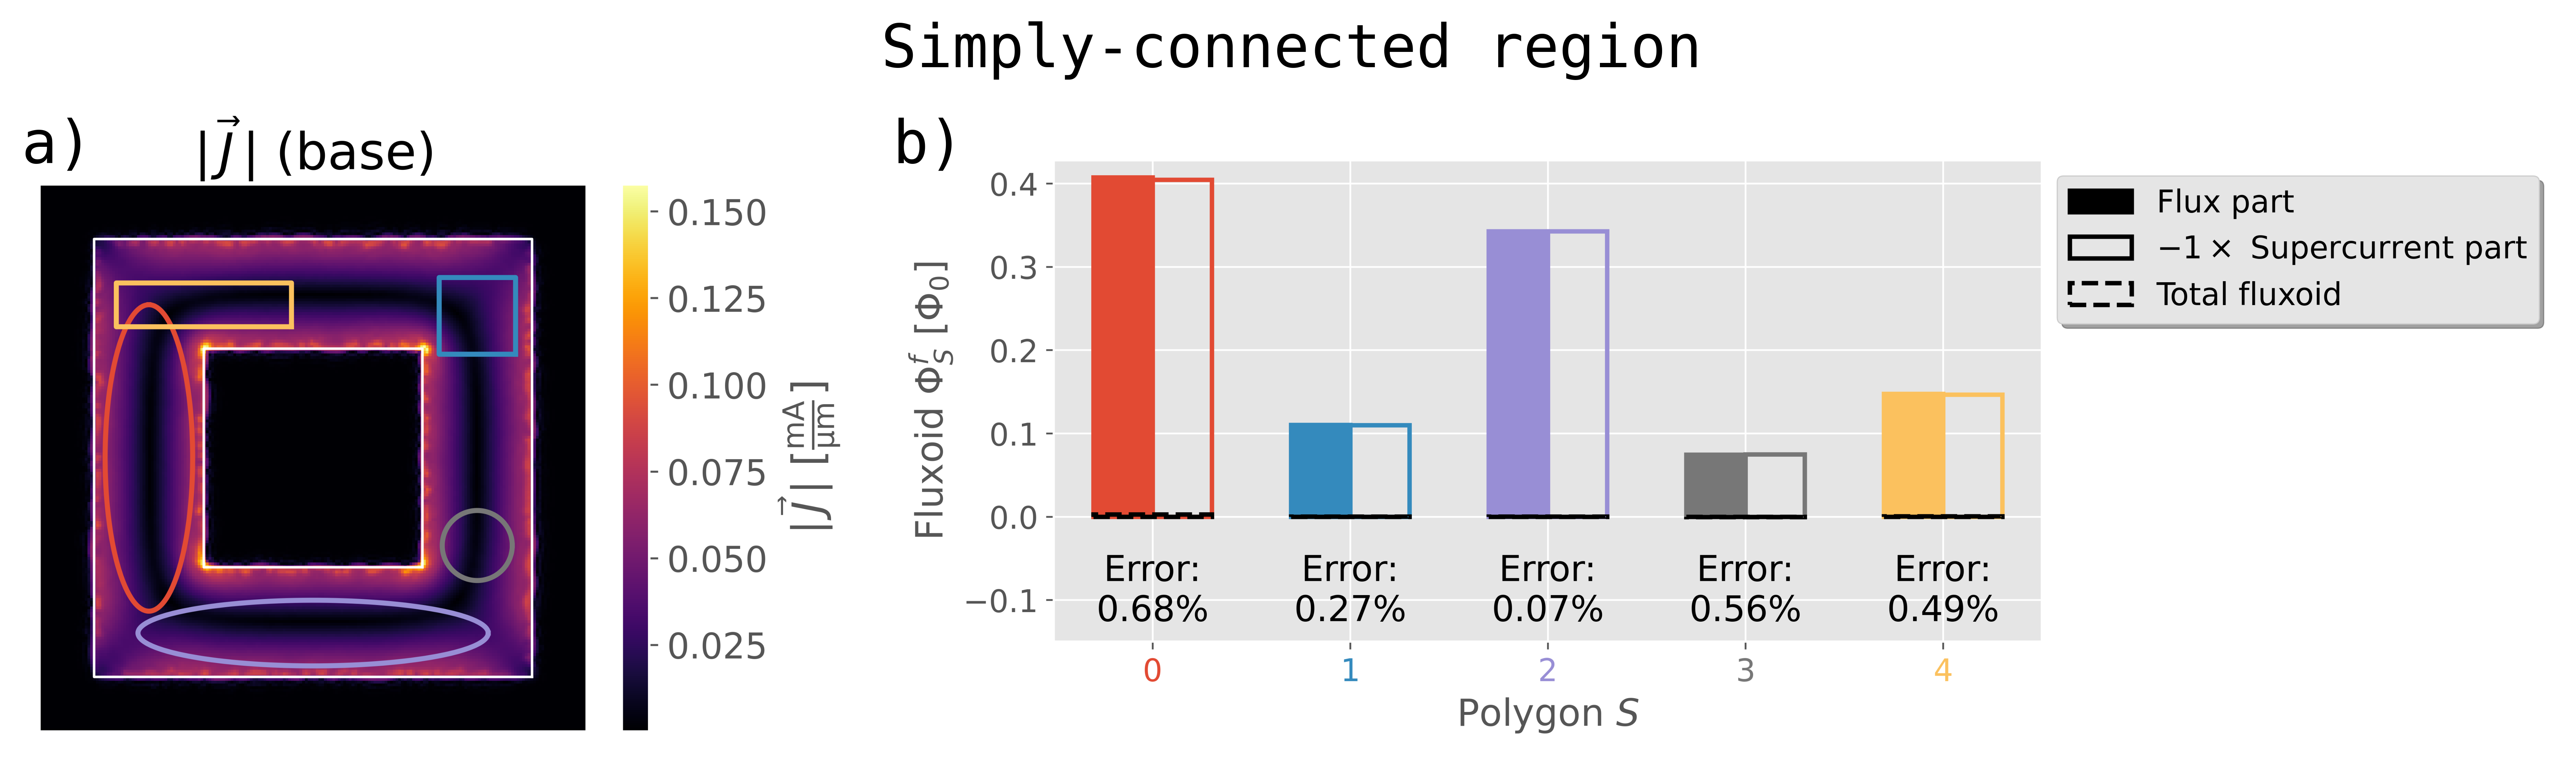 Simply-connected region
a)
|J⃗| (base)
0.150
0.125
0.100
0.075
0.050
0.025
|J⃗| [mA/μm]
b)
Fluxoid Φ_S^f [Φ₀]
0.4
0.3
0.2
0.1
0.0
−0.1
Error: 0.68%
Error: 0.27%
Error: 0.07%
Error: 0.56%
Error: 0.49%
0 1 2 3 4
Polygon S
Flux part
−1 × Supercurrent part
Total fluxoid